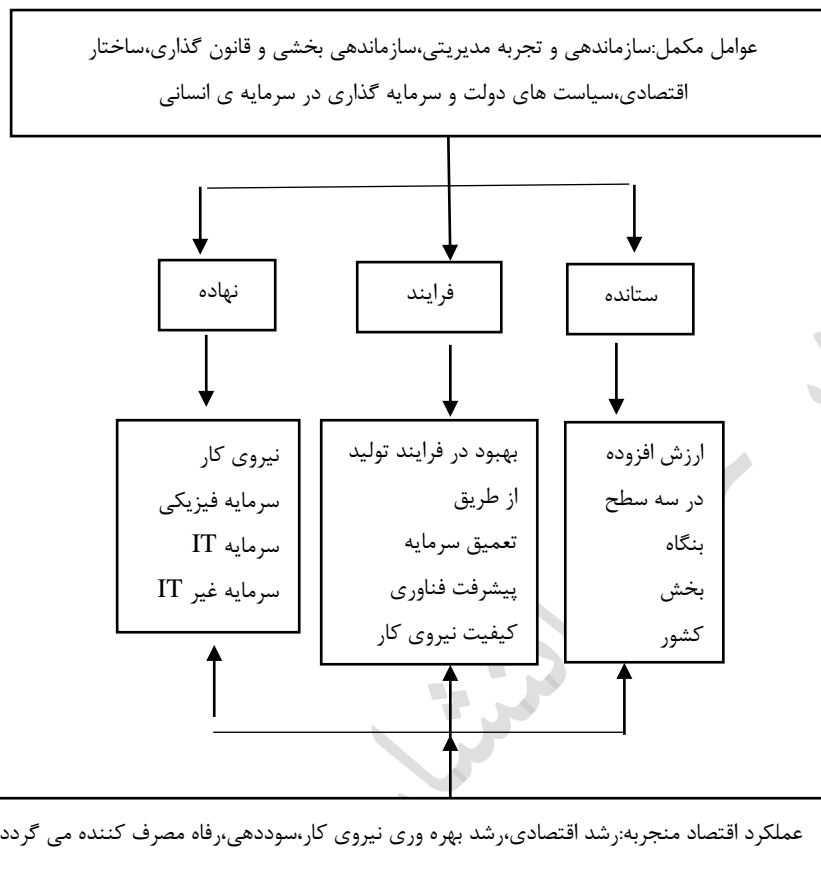 عوامل مکمل:سازماندهی و تجربه مدیریتی،سازماندهی بخشی و قانون گذاری،ساختار
اقتصادی،سیاست های دولت و سرمایه گذاری در سرمایه ی انسانی
ستانده
فرایند
نهاده
ارزش افزوده
در سه سطح
بنگاه
بخش
کشور
بهبود در فرایند تولید
از طریق
تعمیق سرمایه
پیشرفت فناوری
کیفیت نیروی کار
نیروی کار
سرمایه فیزیکی
سرمایه IT
سرمایه غیر IT
عملکرد اقتصاد منجربه:رشد اقتصادی،رشد بهره وری نیروی کار،سوددهی،رفاه مصرف کننده می گردد